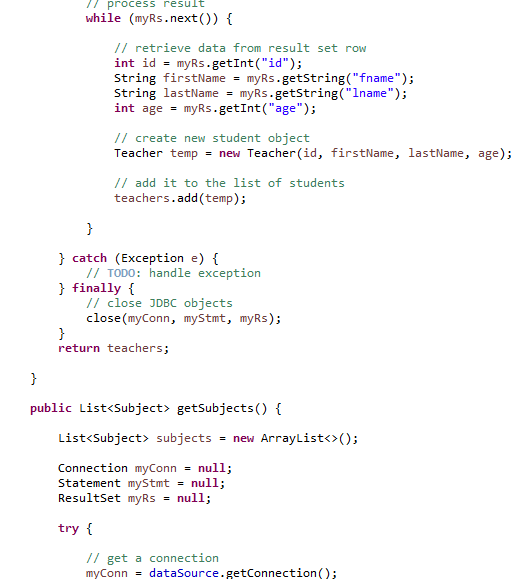 // process result
while (myRs.next()) {
// retrieve data from result set row
int id = myRs.getInt("id");
String firstName = myRs.getString("fname");
String lastName = myRs.getString("lname");
int age = myRs.getInt("age");
// create new student object
Teacher temp = new Teacher(id, firstName, lastName, age);
// add it to the list of students
teachers.add(temp);
}
} catch (Exception e) {
// TODO: handle exception
} finally {
// close JDBC objects
close(myConn, myStmt, myRs);
}
return teachers;
}
public List<Subject> getSubjects() {
List<Subject> subjects = new ArrayList<>();
Connection myConn = null;
Statement myStmt = null;
ResultSet myRs = null;
try {
// get a connection
myConn = dataSource.getConnection();